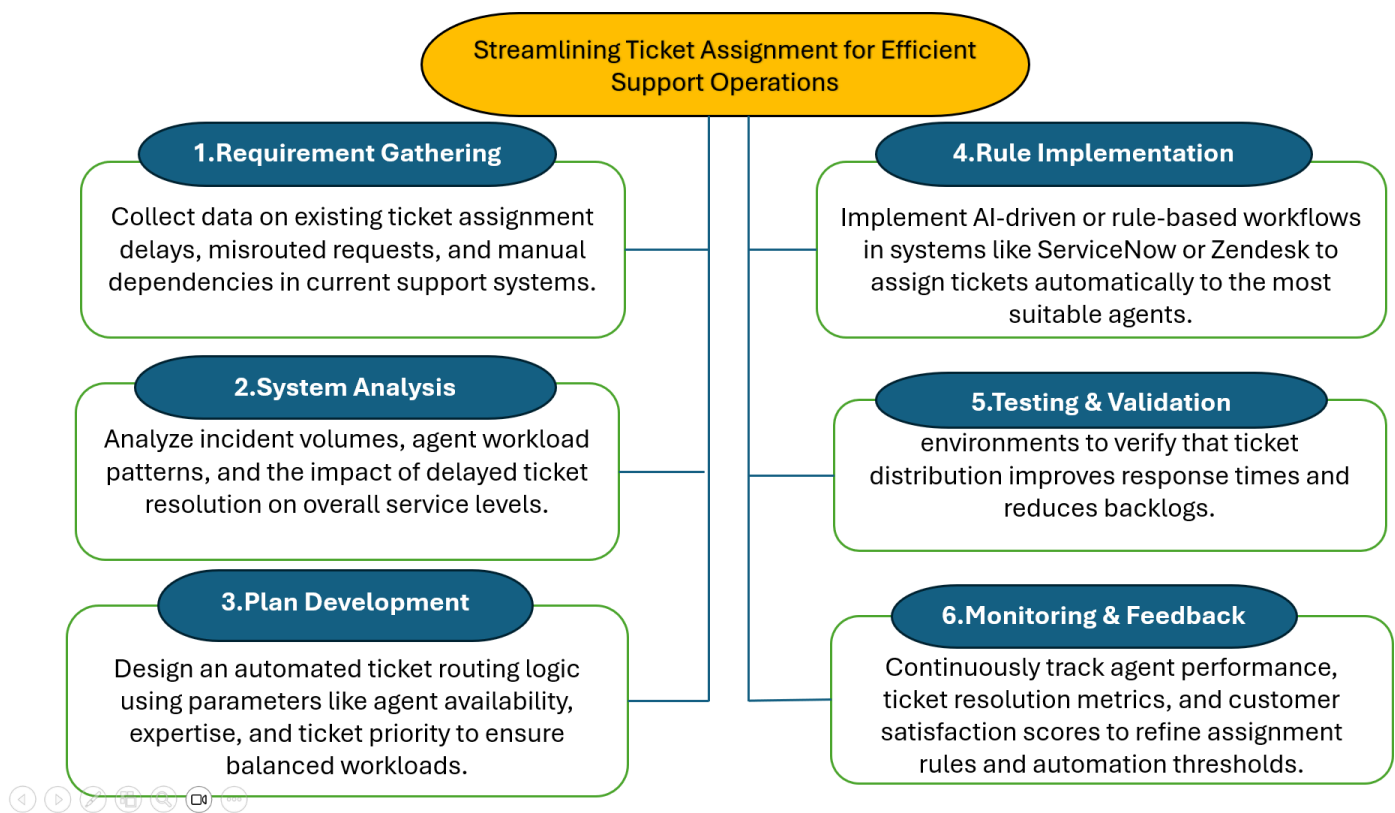 Streamlining Ticket Assignment for Efficient
Support Operations
1.Requirement Gathering
Collect data on existing ticket assignment
delays, misrouted requests, and manual
dependencies in current support systems.
2.System Analysis
Analyze incident volumes, agent workload
patterns, and the impact of delayed ticket
resolution on overall service levels.
3.Plan Development
Design an automated ticket routing logic
using parameters like agent availability,
expertise, and ticket priority to ensure
balanced workloads.
4.Rule Implementation
Implement AI-driven or rule-based workflows
in systems like ServiceNow or Zendesk to
assign tickets automatically to the most
suitable agents.
5.Testing & Validation
environments to verify that ticket
distribution improves response times and
reduces backlogs.
6.Monitoring & Feedback
Continuously track agent performance,
ticket resolution metrics, and customer
satisfaction scores to refine assignment
rules and automation thresholds.